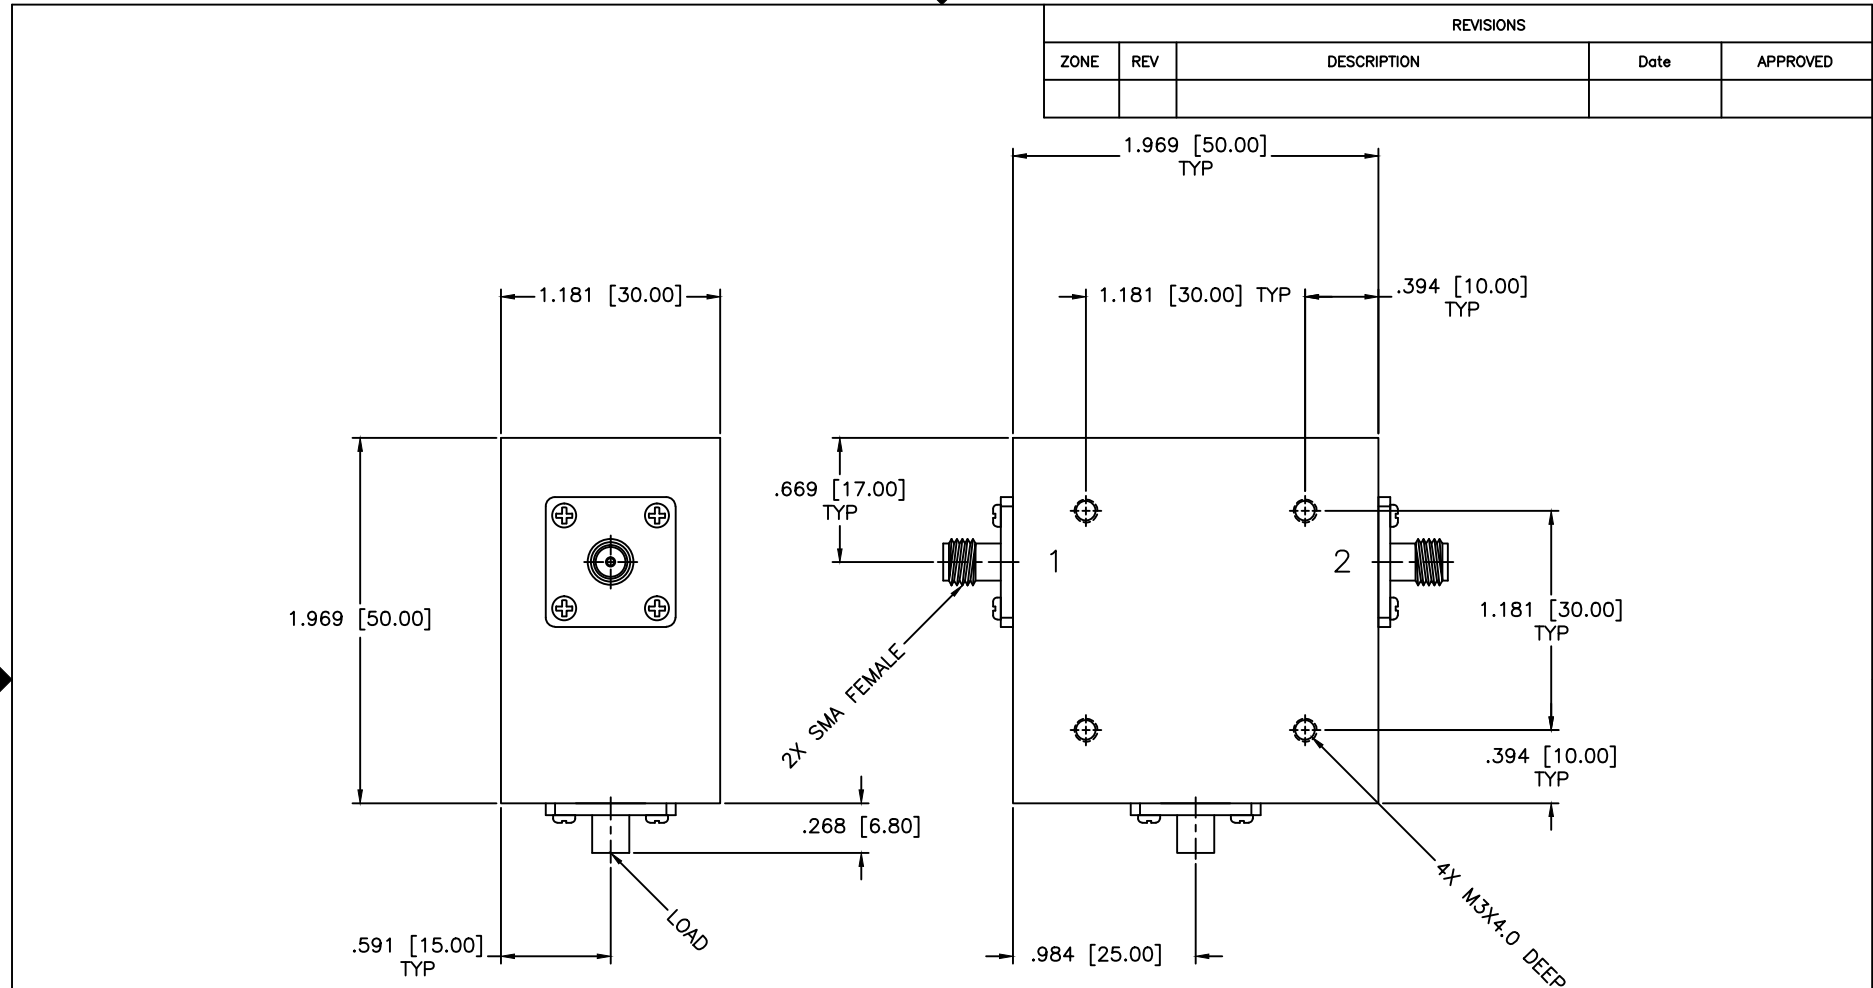 REVISIONS
ZONE REV DESCRIPTION Date APPROVED
1.969 [50.00]
TYP
1.181 [30.00]
1.181 [30.00] TYP
.394 [10.00]
TYP
.669 [17.00]
TYP
1
2
1.969 [50.00]
1.181 [30.00]
TYP
2X SMA FEMALE
.394 [10.00]
TYP
.268 [6.80]
4X M3X4.0 DEEP
LOAD
.591 [15.00]
TYP
.984 [25.00]